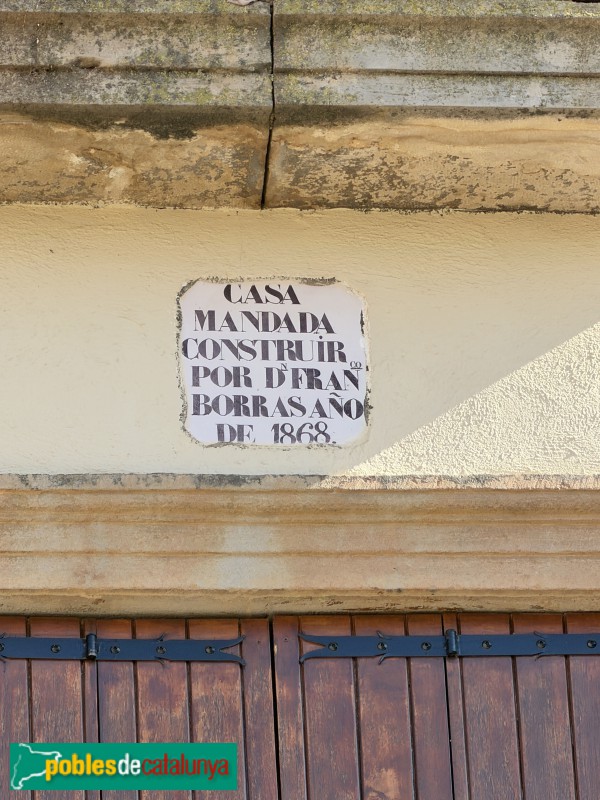 CASA
MANDADA
CONSTRUIR
POR Dᴺ FRANᶜᴼ
BORRAS AÑO
DE 1868.
poblesdecatalunya